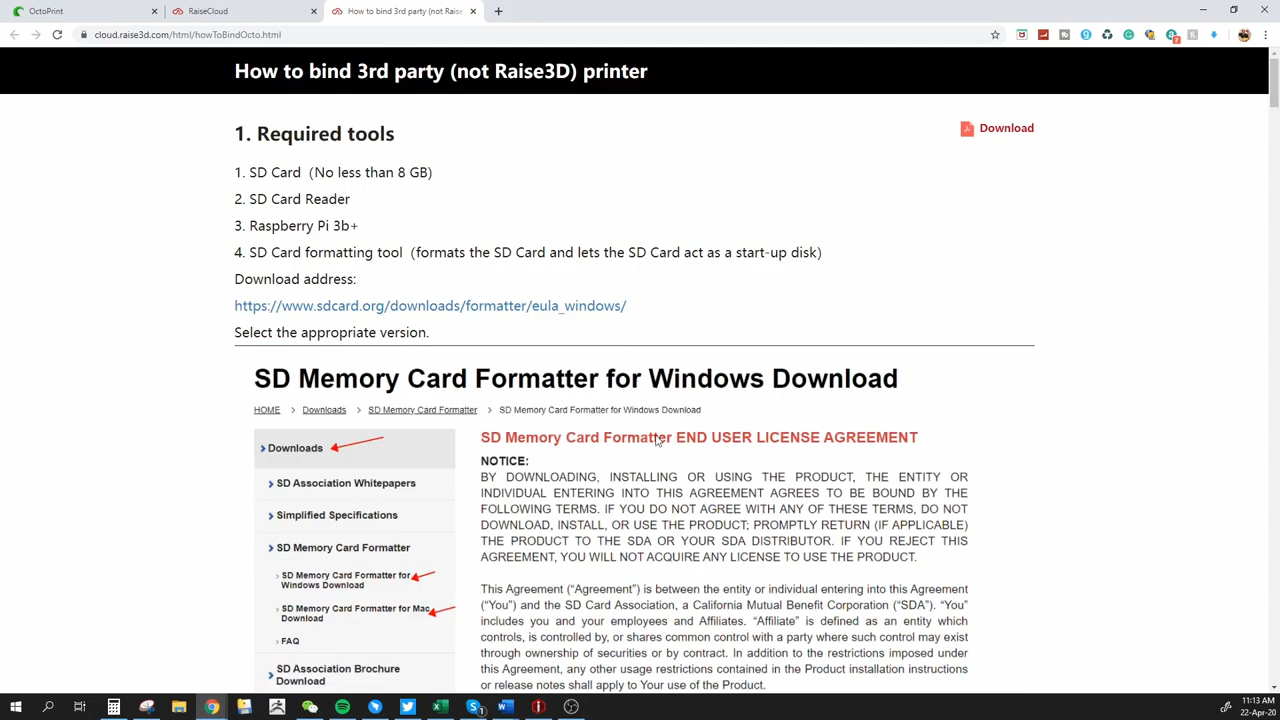 OctoPrint
RaiseCloud
How to bind 3rd party (not Raise
cloud.raise3d.com/html/howToBindOcto.html
How to bind 3rd party (not Raise3D) printer
1. Required tools
Download
1. SD Card（No less than 8 GB)
2. SD Card Reader
3. Raspberry Pi 3b+
4. SD Card formatting tool（formats the SD Card and lets the SD Card act as a start-up disk）
Download address:
https://www.sdcard.org/downloads/formatter/eula_windows/
Select the appropriate version.
SD Memory Card Formatter for Windows Download
HOME > Downloads > SD Memory Card Formatter > SD Memory Card Formatter for Windows Download
Downloads
SD Association Whitepapers
Simplified Specifications
SD Memory Card Formatter
SD Memory Card Formatter for
Windows Download
SD Memory Card Formatter for Mac
Download
FAQ
SD Association Brochure
Download
SD Memory Card Formatter END USER LICENSE AGREEMENT
NOTICE:
BY DOWNLOADING, INSTALLING OR USING THE PRODUCT, THE ENTITY OR
INDIVIDUAL ENTERING INTO THIS AGREEMENT AGREES TO BE BOUND BY THE
FOLLOWING TERMS. IF YOU DO NOT AGREE WITH ANY OF THESE TERMS, DO NOT
DOWNLOAD, INSTALL, OR USE THE PRODUCT; PROMPTLY RETURN (IF APPLICABLE)
THE PRODUCT TO THE SDA OR YOUR SDA DISTRIBUTOR. IF YOU REJECT THIS
AGREEMENT, YOU WILL NOT ACQUIRE ANY LICENSE TO USE THE PRODUCT.
This Agreement (“Agreement”) is between the entity or individual entering into this Agreement
(“You”) and the SD Card Association, a California Mutual Benefit Corporation (“SDA”). “You”
includes you and your employees and Affiliates. “Affiliate” is defined as an entity which
controls, is controlled by, or shares common control with a party where such control may exist
through ownership of securities or by contract. In addition to the restrictions imposed under
this Agreement, any other usage restrictions contained in the Product installation instructions
or release notes shall apply to Your use of the Product.
11:13 AM
22-Apr-20